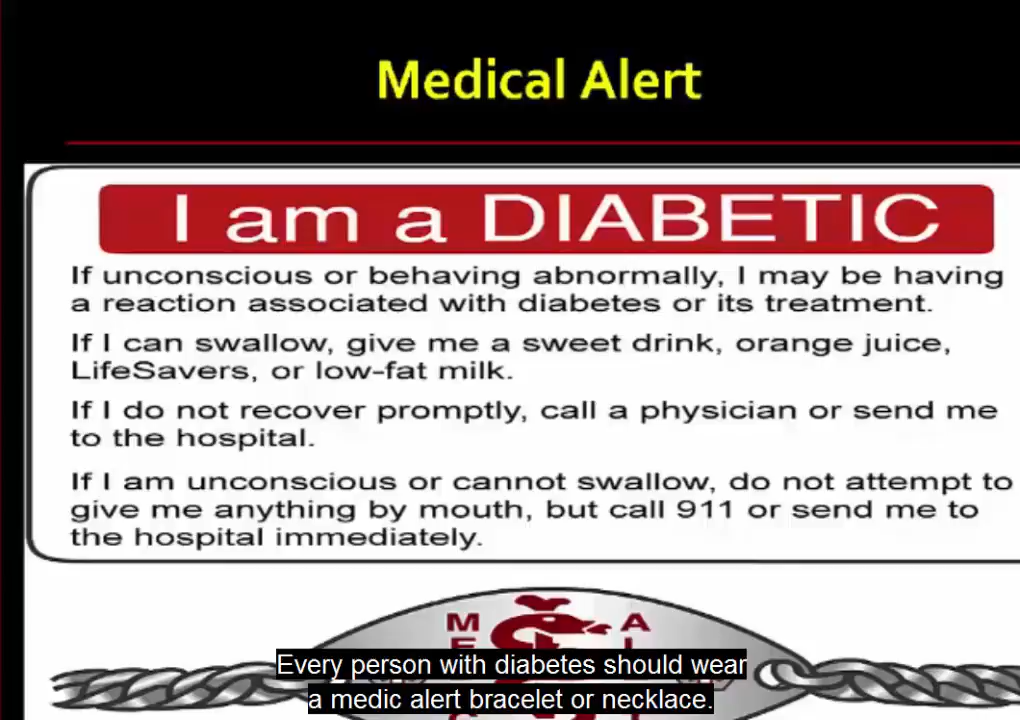 Medical Alert
I am a DIABETIC
If unconscious or behaving abnormally, I may be having
a reaction associated with diabetes or its treatment.
If I can swallow, give me a sweet drink, orange juice,
LifeSavers, or low-fat milk.
If I do not recover promptly, call a physician or send me
to the hospital.
If I am unconscious or cannot swallow, do not attempt to
give me anything by mouth, but call 911 or send me to
the hospital immediately.
Every person with diabetes should wear
a medic alert bracelet or necklace.